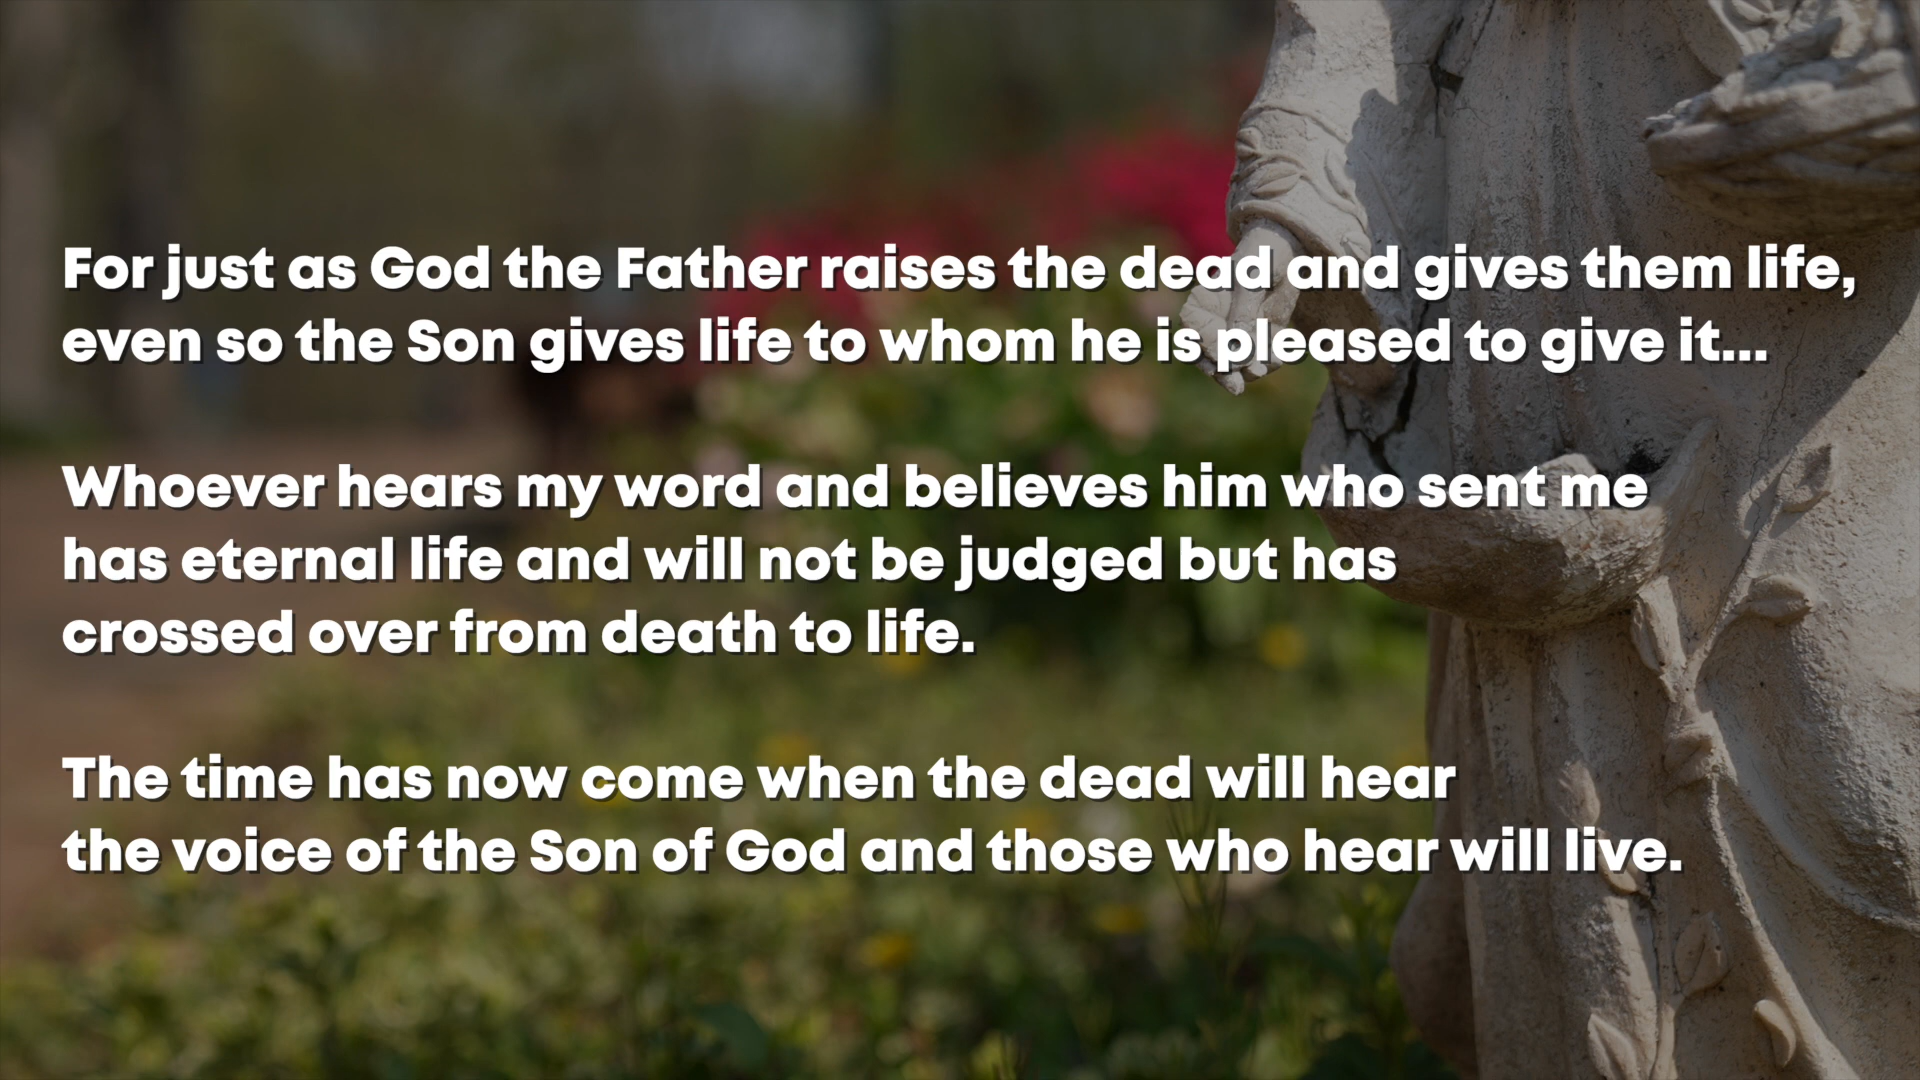 For just as God the Father raises the dead and gives them life,
even so the Son gives life to whom he is pleased to give it...
Whoever hears my word and believes him who sent me
has eternal life and will not be judged but has
crossed over from death to life.
The time has now come when the dead will hear
the voice of the Son of God and those who hear will live.